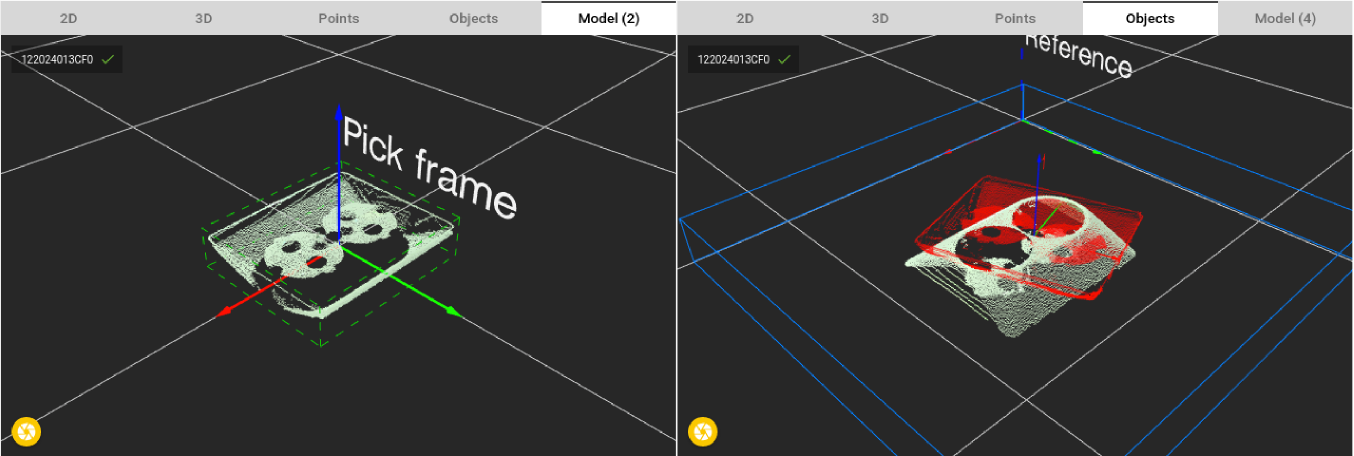 2D 3D Points Objects Model (2)
122024013CF0
Pick frame
2D 3D Points Objects Model (4)
122024013CF0
Reference